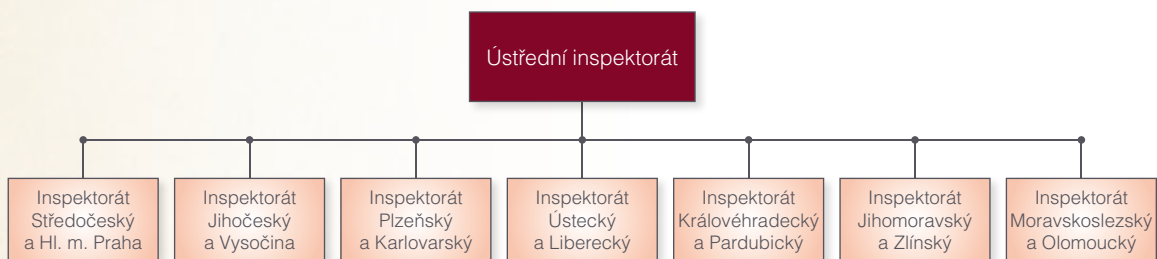 Ústřední inspektorát
Inspektorát
Středočeský
a Hl. m. Praha
Inspektorát
Jihočeský
a Vysočina
Inspektorát
Plzeňský
a Karlovarský
Inspektorát
Ústecký
a Liberecký
Inspektorát
Královéhradecký
a Pardubický
Inspektorát
Jihomoravský
a Zlínský
Inspektorát
Moravskoslezský
a Olomoucký